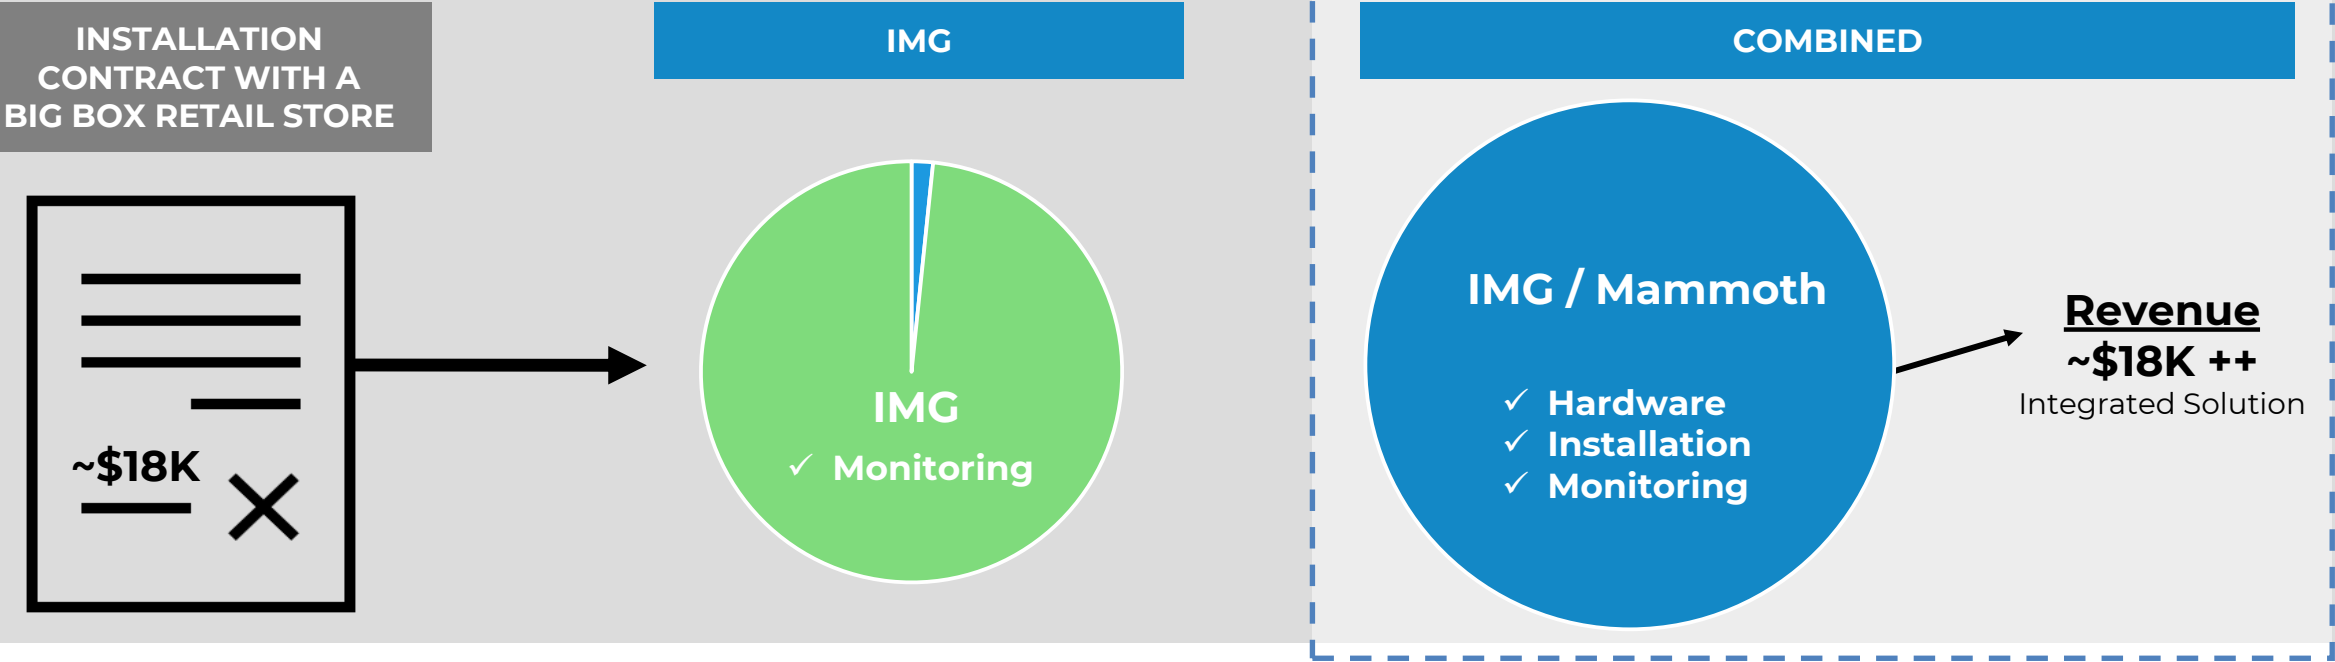 INSTALLATION
CONTRACT WITH A
BIG BOX RETAIL STORE
~$18K
IMG
IMG
✓ Monitoring
COMBINED
IMG / Mammoth
✓ Hardware
✓ Installation
✓ Monitoring
Revenue
~$18K ++
Integrated Solution